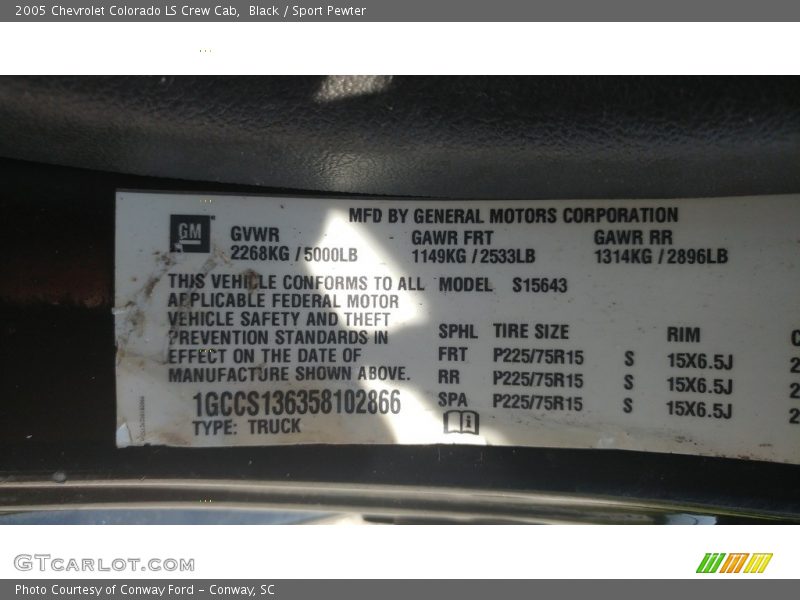 2005 Chevrolet Colorado LS Crew Cab, Black / Sport Pewter
MFD BY GENERAL MOTORS CORPORATION
GM GVWR GAWR FRT GAWR RR
2268KG / 5000LB 1149KG / 2533LB 1314KG / 2896LB
THIS VEHICLE CONFORMS TO ALL MODEL S15643
APPLICABLE FEDERAL MOTOR
VEHICLE SAFETY AND THEFT SPHL TIRE SIZE RIM
PREVENTION STANDARDS IN
EFFECT ON THE DATE OF FRT P225/75R15 S 15X6.5J
MANUFACTURE SHOWN ABOVE. RR P225/75R15 S 15X6.5J
1GCCS136358102866 SPA P225/75R15 S 15X6.5J
TYPE: TRUCK
GTCARLOT.COM
Photo Courtesy of Conway Ford – Conway, SC